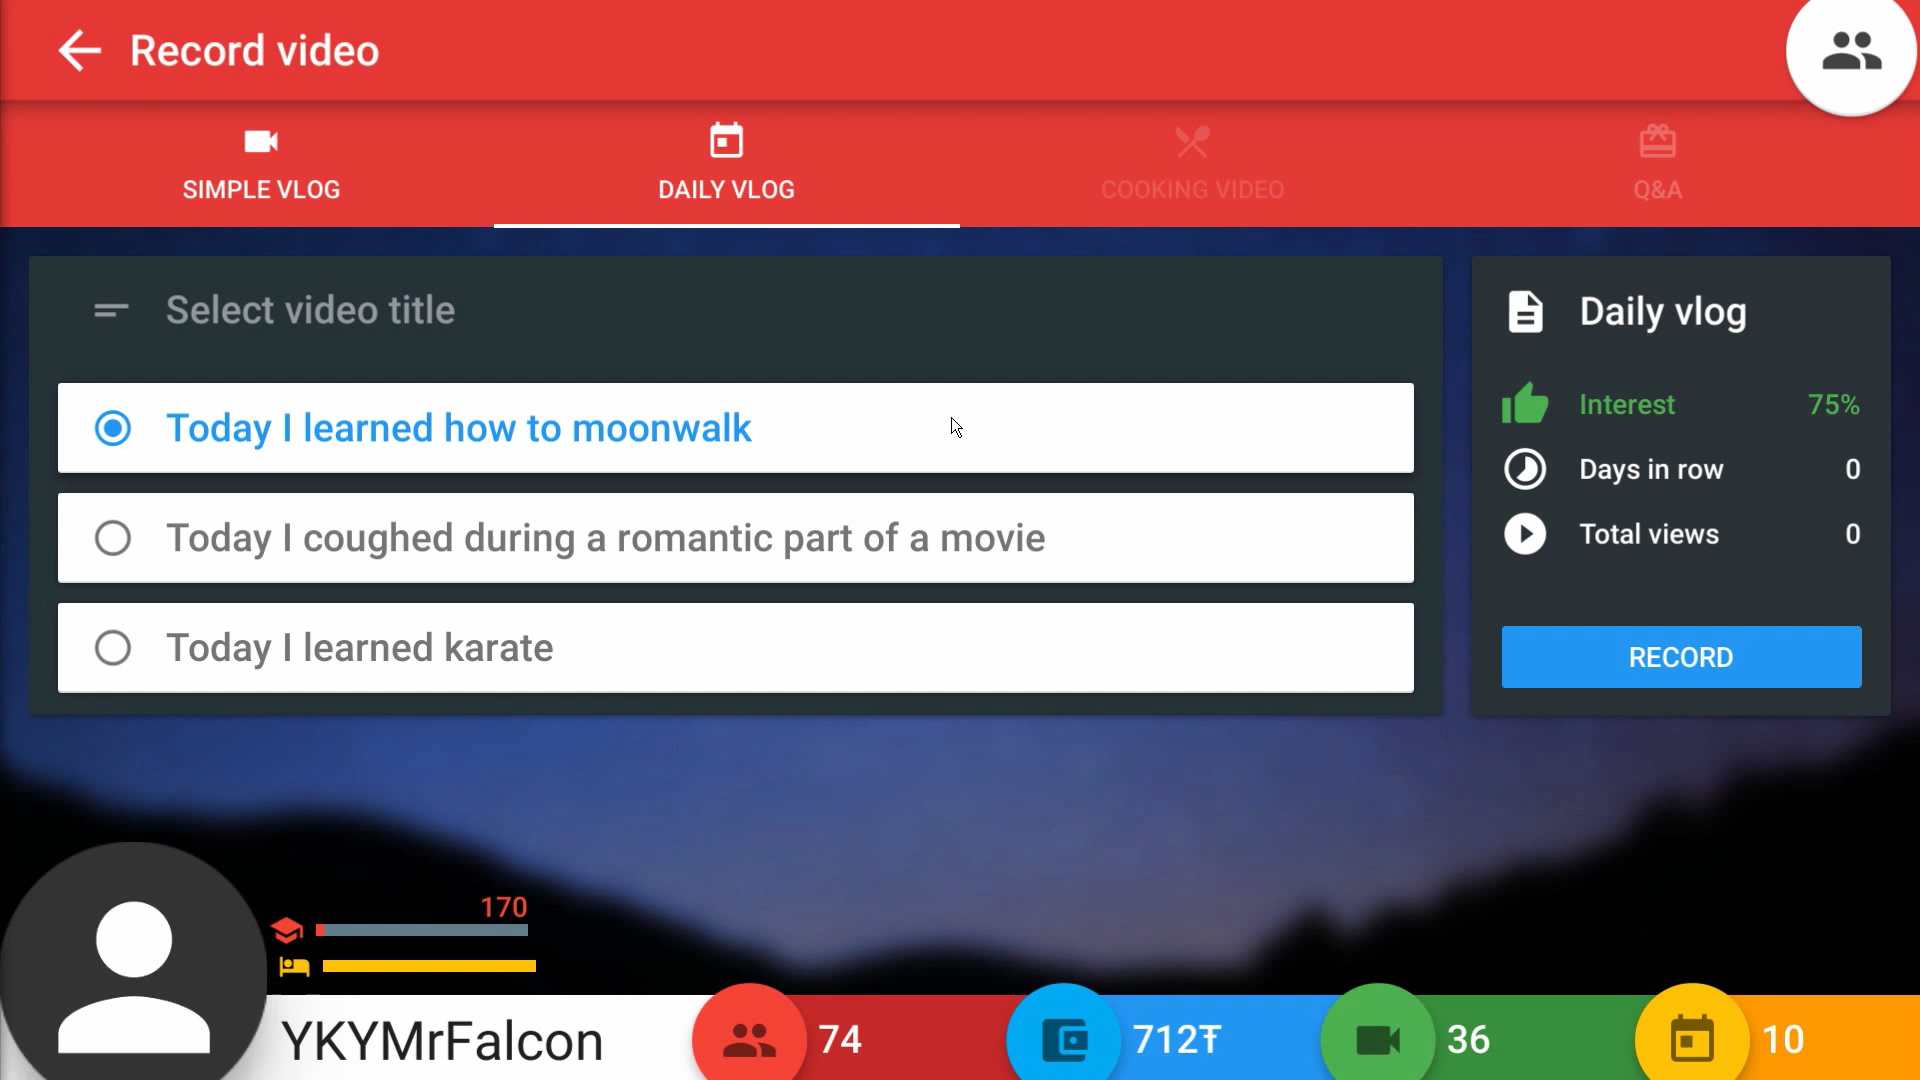 Record video
SIMPLE VLOG
DAILY VLOG
COOKING VIDEO
Q&A
Select video title
Today I learned how to moonwalk
Today I coughed during a romantic part of a movie
Today I learned karate
Daily vlog
Interest 75%
Days in row 0
Total views 0
RECORD
170
YKYMrFalcon
74
712Ŧ
36
10